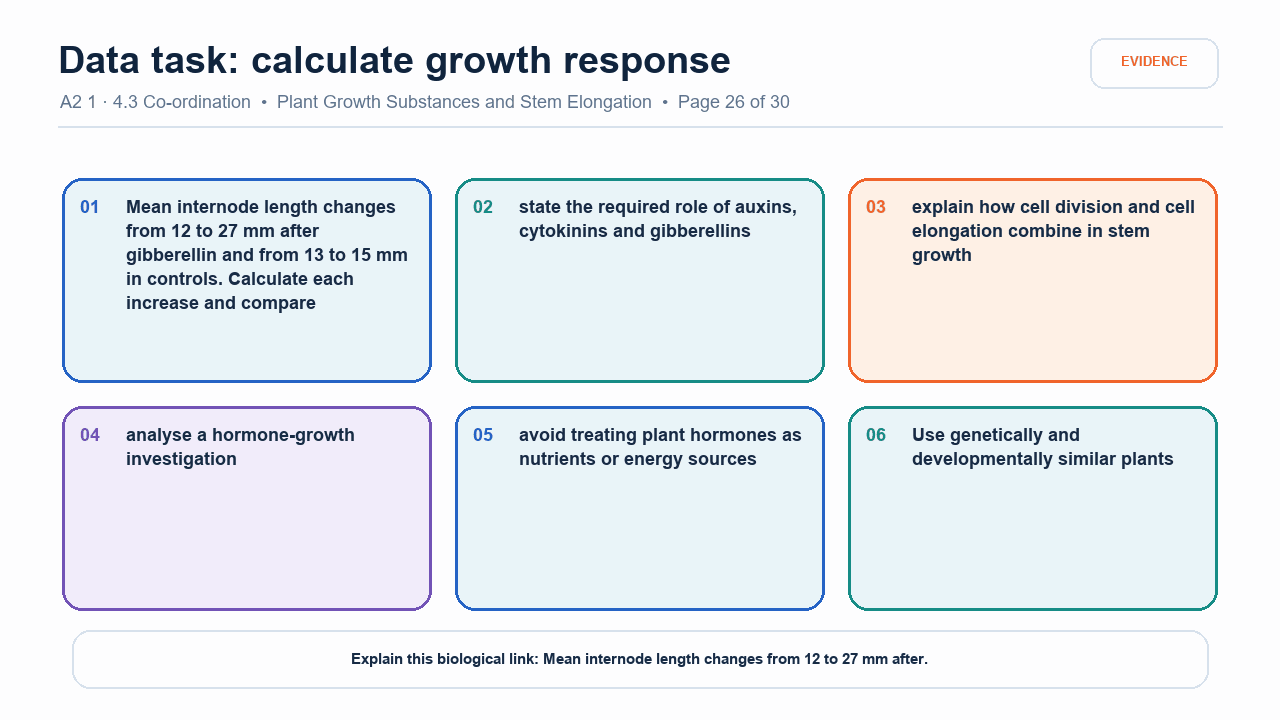 Data task: calculate growth response
EVIDENCE
A2 1 · 4.3 Co-ordination • Plant Growth Substances and Stem Elongation • Page 26 of 30
01 Mean internode length changes
from 12 to 27 mm after
gibberellin and from 13 to 15 mm
in controls. Calculate each
increase and compare
02 state the required role of auxins,
cytokinins and gibberellins
03 explain how cell division and cell
elongation combine in stem
growth
04 analyse a hormone-growth
investigation
05 avoid treating plant hormones as
nutrients or energy sources
06 Use genetically and
developmentally similar plants
Explain this biological link: Mean internode length changes from 12 to 27 mm after.